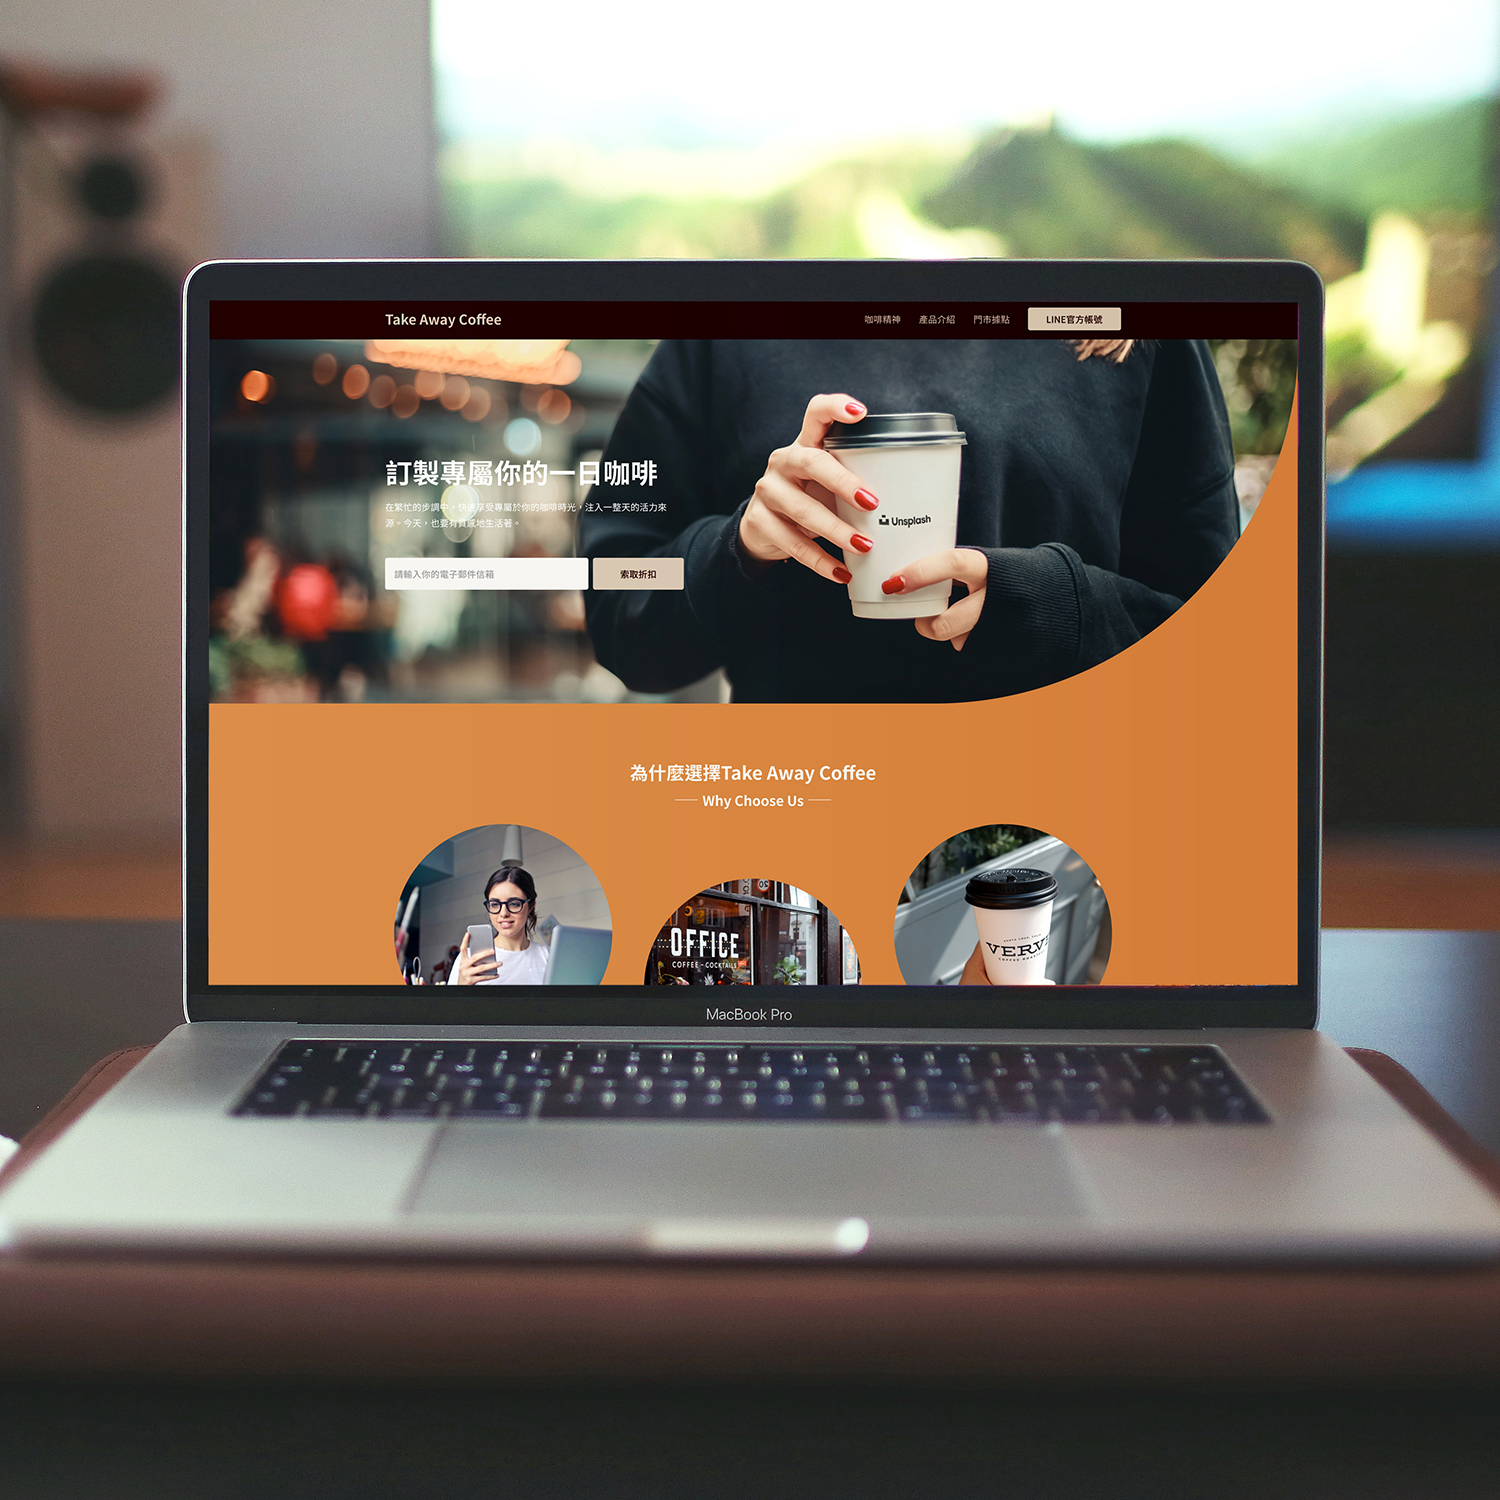 Take Away Coffee
咖啡精神 產品介紹 門市據點 LINE官方帳號
訂製專屬你的一日咖啡
在繁忙的步調中，快速享受專屬於你的咖啡時光，注入一整天的活力來
源。今天，也要有質感地生活著。
請輸入你的電子郵件信箱 索取折扣
Unsplash
為什麼選擇Take Away Coffee
Why Choose Us
OFFICE
COFFEE - COCKTAILS
VERV
MacBook Pro